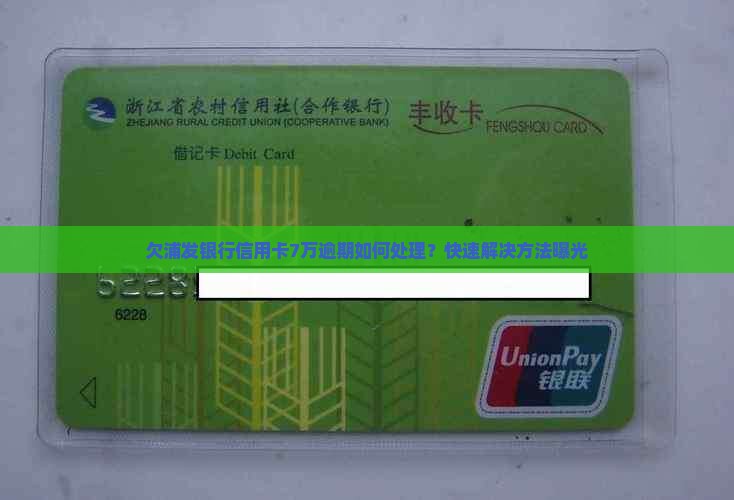 浙江省农村信用社(合作银行)
ZHEJIANG RURAL CREDIT UNION (COOPERATIVE BANK)
丰收卡
FENGSHOU CARD
借记卡 Debit Card
欠浦发银行信用卡7万逾期如何处理？快速解决方法曝光
6228
6228
UnionPay
银联